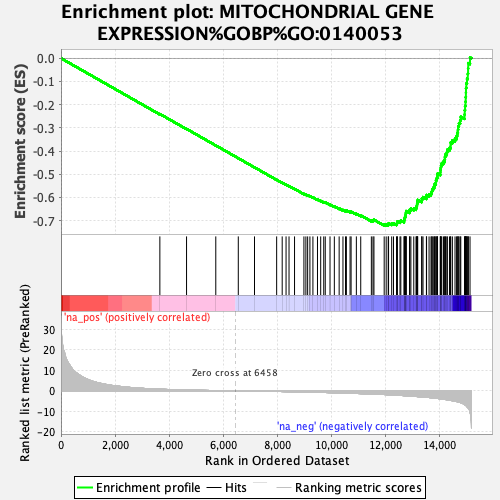 Enrichment plot: MITOCHONDRIAL GENE
EXPRESSION%GOBP%GO:0140053
Enrichment score (ES)
0.0
-0.1
-0.2
-0.3
-0.4
-0.5
-0.6
-0.7
'na_pos' (positively correlated)
Ranked list metric (PreRanked)
30
20
10
0
-10
-20
Zero cross at 6458
'na_neg' (negatively correlated)
0
2,000
4,000
6,000
8,000
10,000
12,000
14,000
Rank in Ordered Dataset
Enrichment profile
Hits
Ranking metric scores